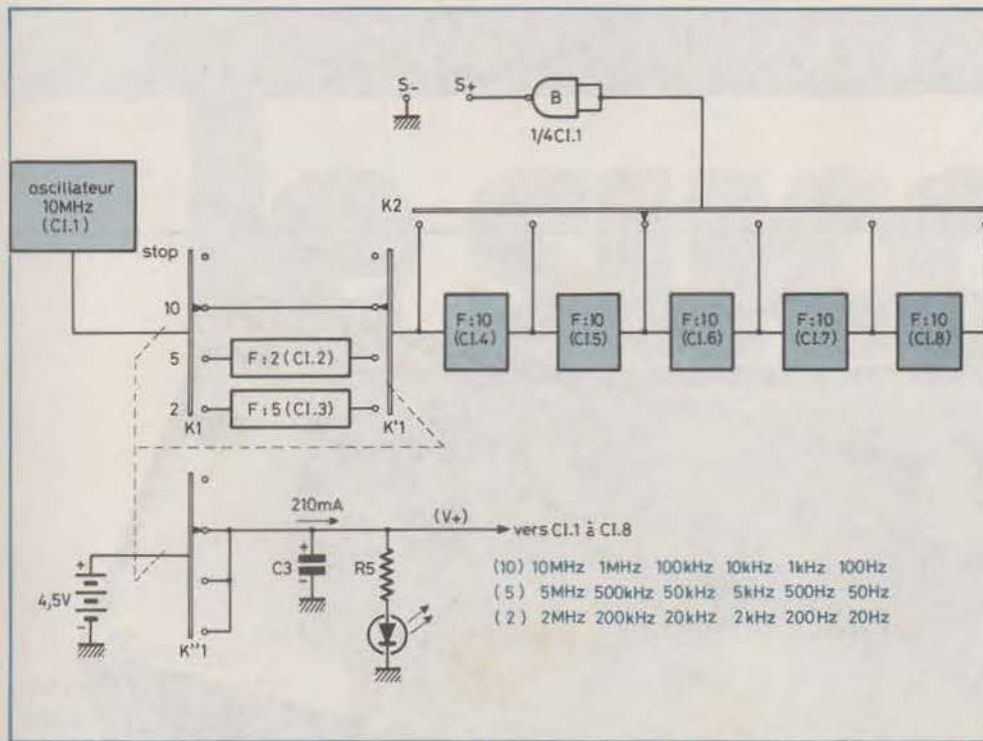 S- S+
B
1/4CI.1
oscillateur
10MHz
(CI.1)
K2
stop
10
5
2
F:2(CI.2)
F:5(CI.3)
K1
K'1
F:10
(CI.4)
F:10
(CI.5)
F:10
(CI.6)
F:10
(CI.7)
F:10
(CI.8)
210mA
(V+)
vers CI.1 à CI.8
+
4,5V
-
+
C3
R5
K"1
(10) 10MHz 1MHz 100kHz 10kHz 1kHz 100Hz
(5) 5MHz 500kHz 50kHz 5kHz 500Hz 50Hz
(2) 2MHz 200kHz 20kHz 2kHz 200Hz 20Hz